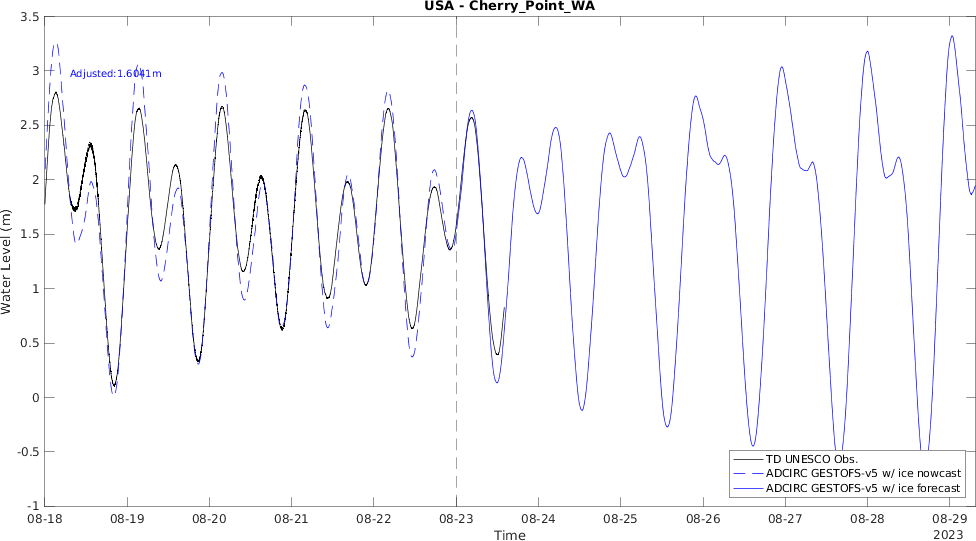 USA - Cherry_Point_WA
3.5
3
2.5
2
1.5
1
0.5
0
-0.5
-1
Water Level (m)
Adjusted:1.6041m
TD UNESCO Obs.
ADCIRC GESTOFS-v5 w/ ice nowcast
ADCIRC GESTOFS-v5 w/ ice forecast
08-18 08-19 08-20 08-21 08-22 08-23 08-24 08-25 08-26 08-27 08-28 08-29
Time
2023